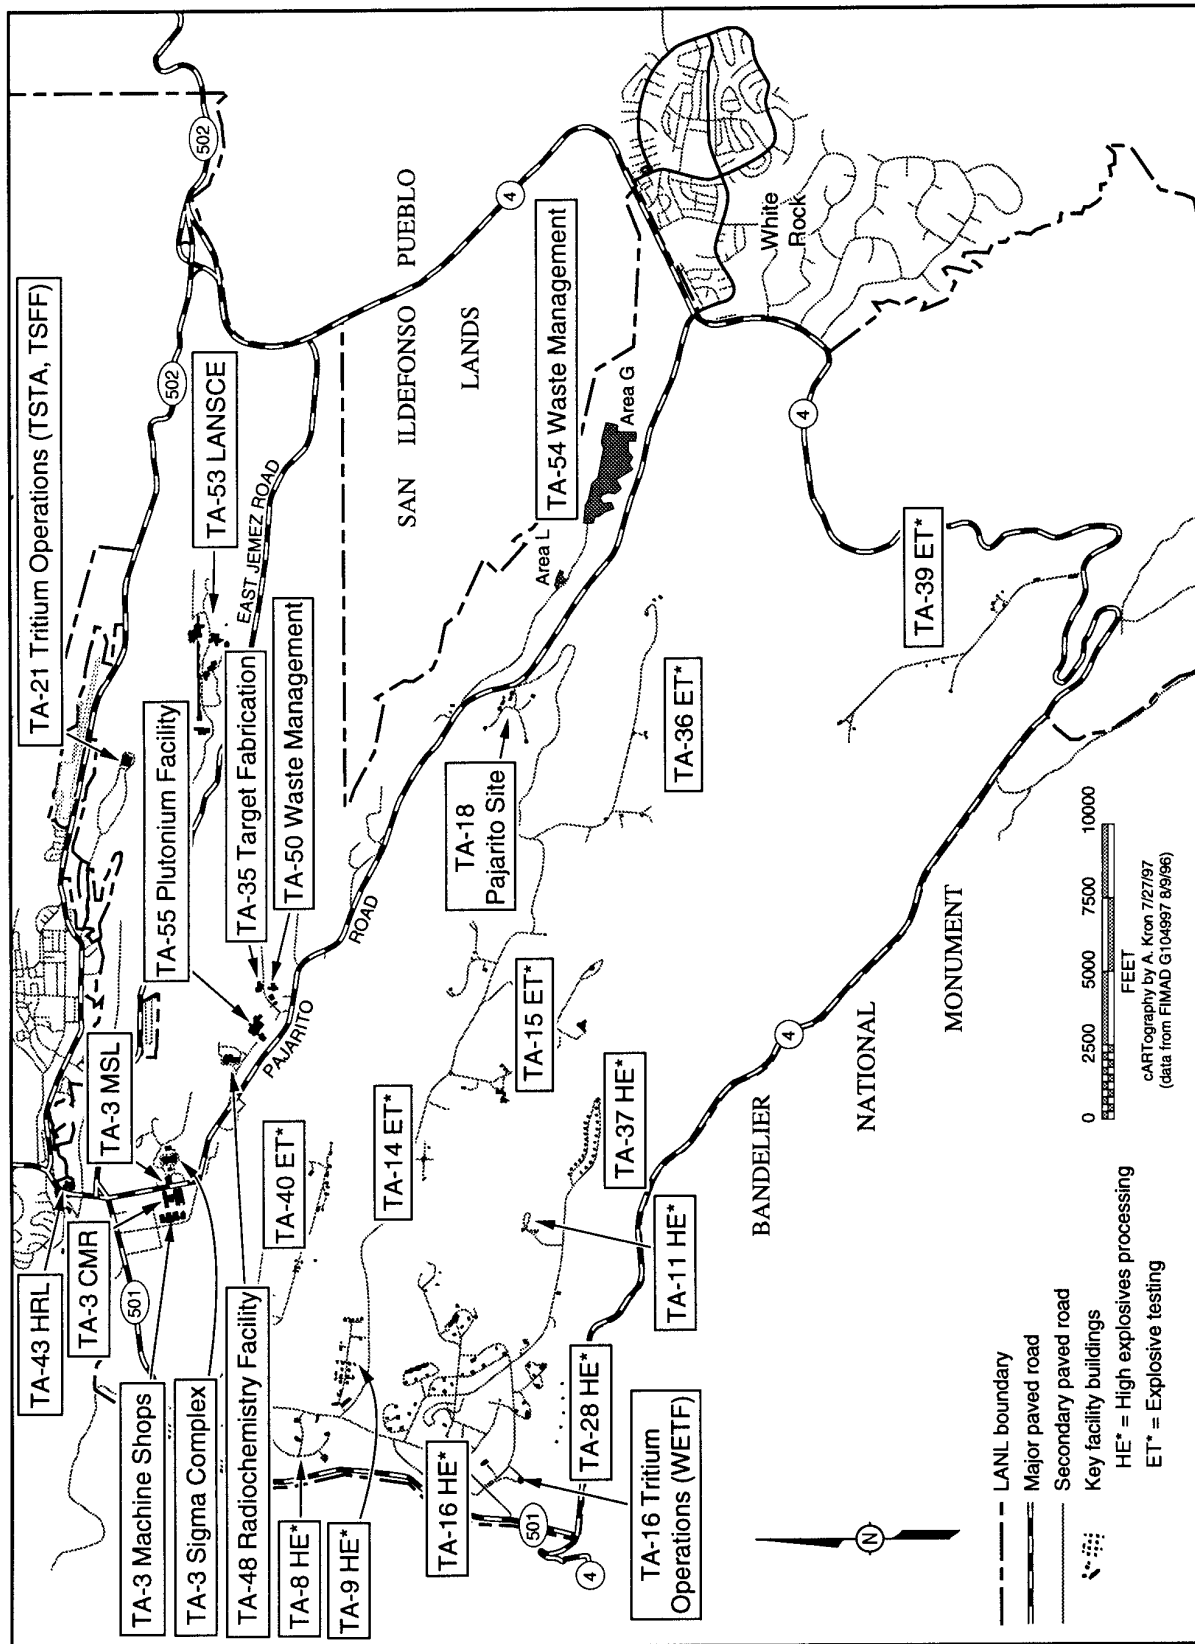 TA-43 HRL
TA-3 CMR
TA-3 MSL
TA-3 Machine Shops
TA-3 Sigma Complex
TA-48 Radiochemistry Facility
TA-8 HE*
TA-9 HE*
TA-16 HE*
TA-16 Tritium
Operations (WETF)
TA-28 HE*
TA-11 HE*
TA-37 HE*
TA-40 ET*
TA-14 ET*
TA-15 ET*
TA-55 Plutonium Facility
TA-35 Target Fabrication
TA-50 Waste Management
TA-21 Tritium Operations (TSTA, TSFF)
TA-53 LANSCE
TA-18
Pajarito Site
TA-36 ET*
TA-54 Waste Management
TA-39 ET*
Area L
Area G
501
501
4
4
4
4
502
502
EAST JEMEZ ROAD
PAJARITO
ROAD
SAN ILDEFONSO PUEBLO
LANDS
White
Rock
BANDELIER
NATIONAL
MONUMENT
N
LANL boundary
Major paved road
Secondary paved road
Key facility buildings
HE* = High explosives processing
ET* = Explosive testing
0 2500 5000 7500 10000
FEET
cARTography by A. Kron 7/27/97
(data from FIMAD G104997 8/9/96)